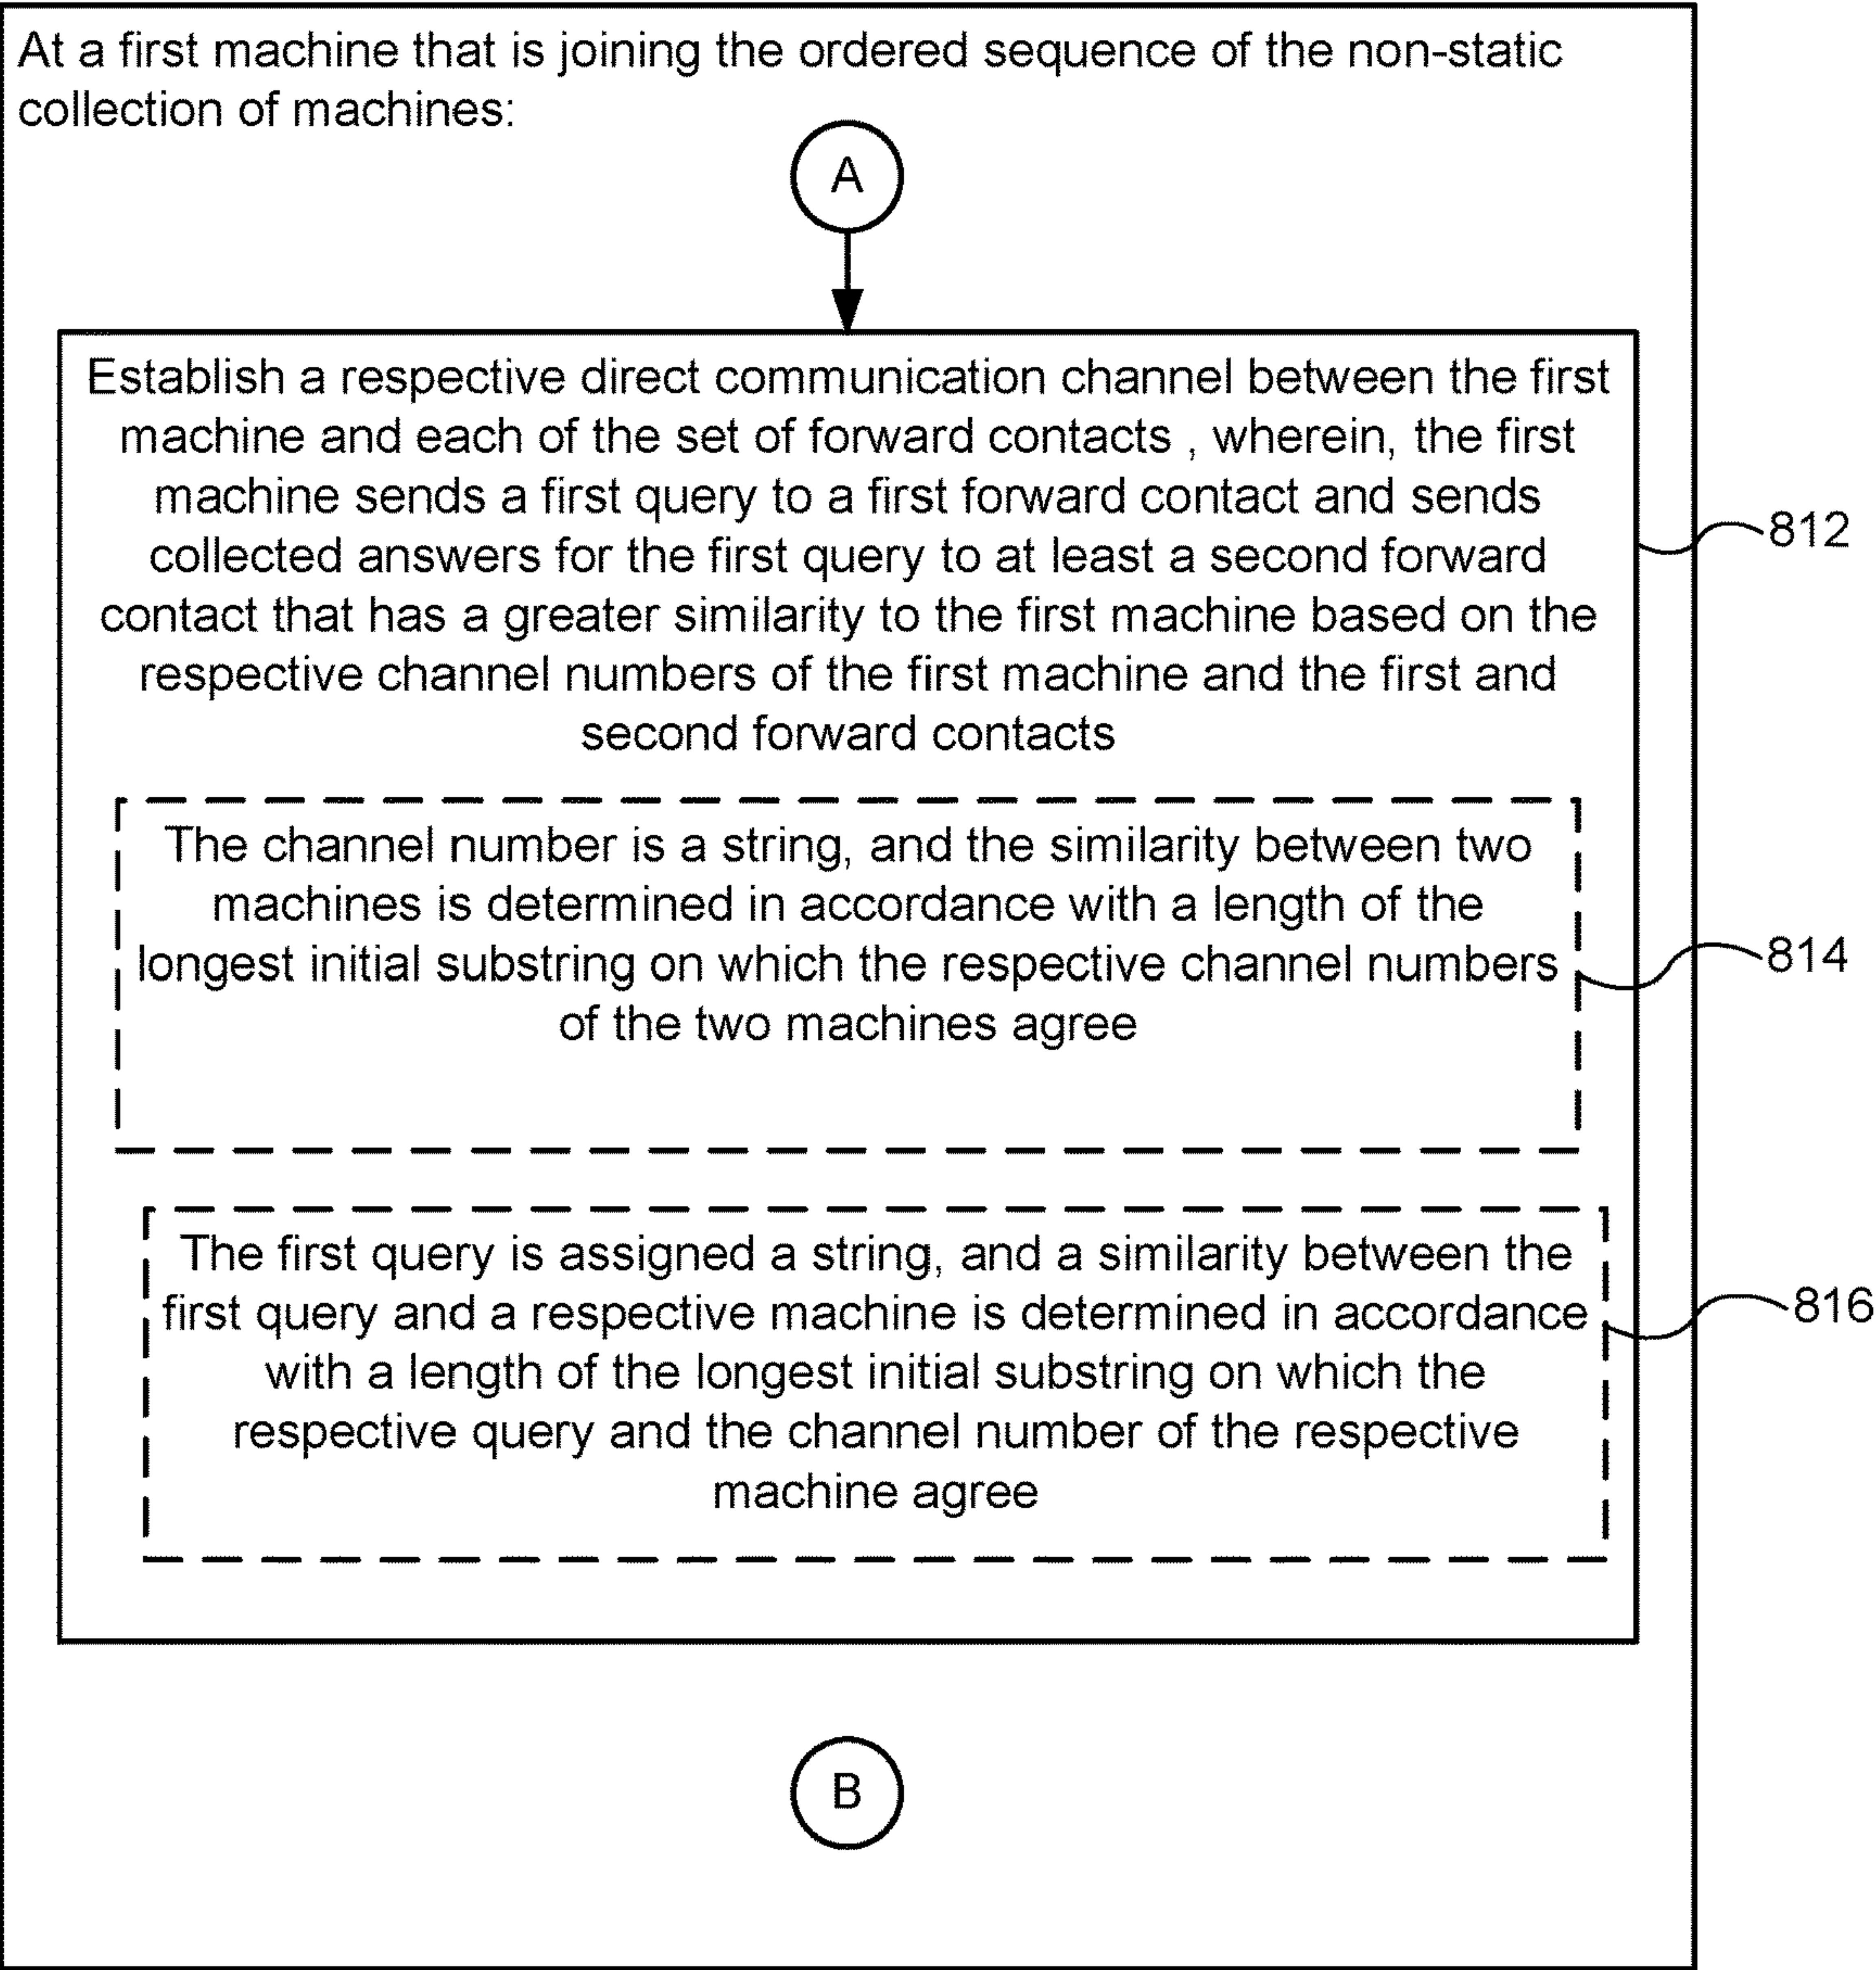 At a first machine that is joining the ordered sequence of the non-static
collection of machines:
A
Establish a respective direct communication channel between the first
machine and each of the set of forward contacts , wherein, the first
machine sends a first query to a first forward contact and sends
collected answers for the first query to at least a second forward
contact that has a greater similarity to the first machine based on the
respective channel numbers of the first machine and the first and
second forward contacts
812
The channel number is a string, and the similarity between two
machines is determined in accordance with a length of the
longest initial substring on which the respective channel numbers
of the two machines agree
814
The first query is assigned a string, and a similarity between the
first query and a respective machine is determined in accordance
with a length of the longest initial substring on which the
respective query and the channel number of the respective
machine agree
816
B